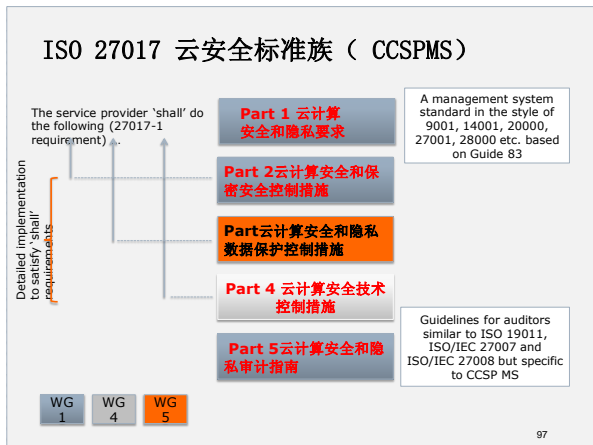 ISO 27017 云安全标准族（ CCSPMS）
The service provider ‘shall’ do
the following (27017-1
requirement) …
Part 1 云计算
安全和隐私要求
A management system
standard in the style of
9001, 14001, 20000,
27001, 28000 etc. based
on Guide 83
Part 2云计算安全和保
密安全控制措施
Detailed implementation
to satisfy ‘shall’
requirements
Part云计算安全和隐私
数据保护控制措施
Part 4 云计算安全技术
控制措施
Part 5云计算安全和隐
私审计指南
Guidelines for auditors
similar to ISO 19011,
ISO/IEC 27007 and
ISO/IEC 27008 but specific
to CCSP MS
WG
1
WG
4
WG
5
97